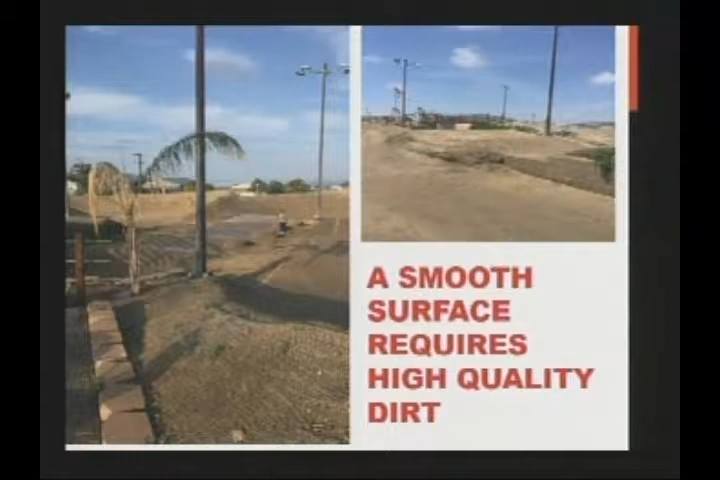 A SMOOTH
SURFACE
REQUIRES
HIGH QUALITY
DIRT